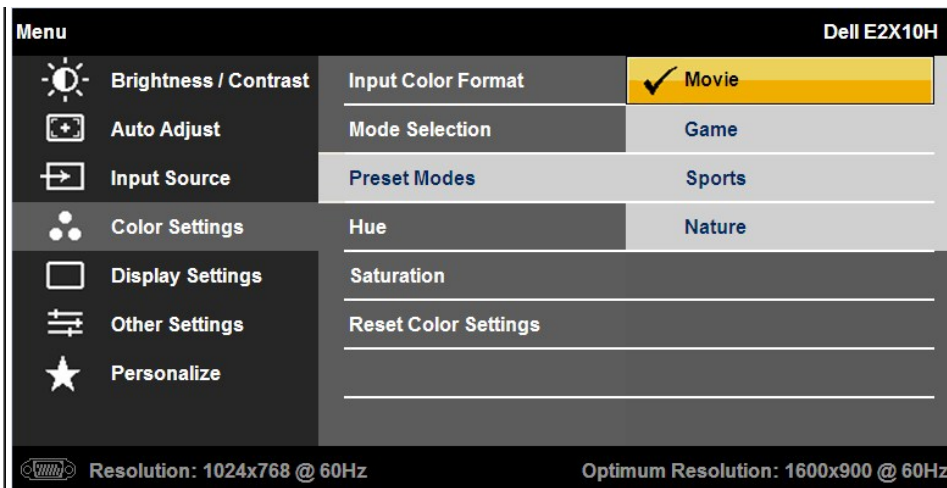 Menu Dell E2X10H
Brightness / Contrast Input Color Format Movie
Auto Adjust Mode Selection Game
Input Source Preset Modes Sports
Color Settings Hue Nature
Display Settings Saturation
Other Settings Reset Color Settings
Personalize
Resolution: 1024x768 @ 60Hz Optimum Resolution: 1600x900 @ 60Hz